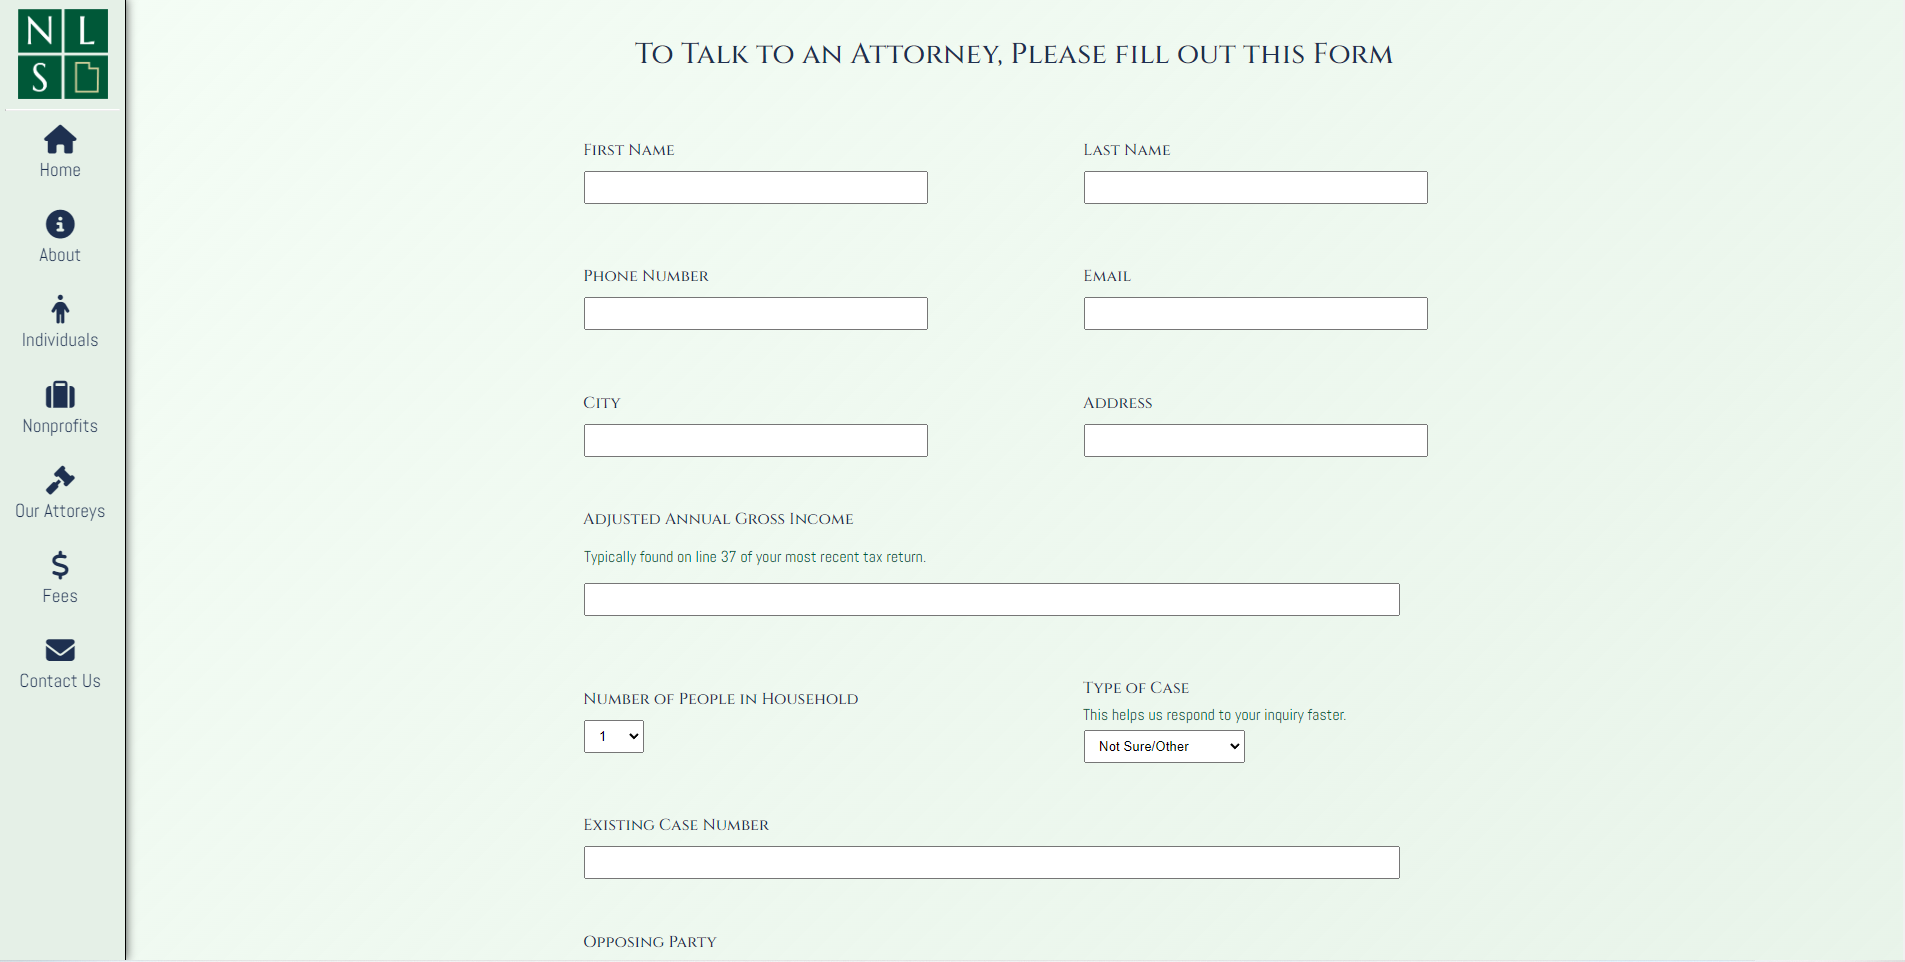 N L
S
Home
About
Individuals
Nonprofits
Our Attoreys
Fees
Contact Us
To Talk to an Attorney, Please fill out this Form
First Name
Last Name
Phone Number
Email
City
Address
Adjusted Annual Gross Income
Typically found on line 37 of your most recent tax return.
Number of People in Household
1
Type of Case
This helps us respond to your inquiry faster.
Not Sure/Other
Existing Case Number
Opposing Party